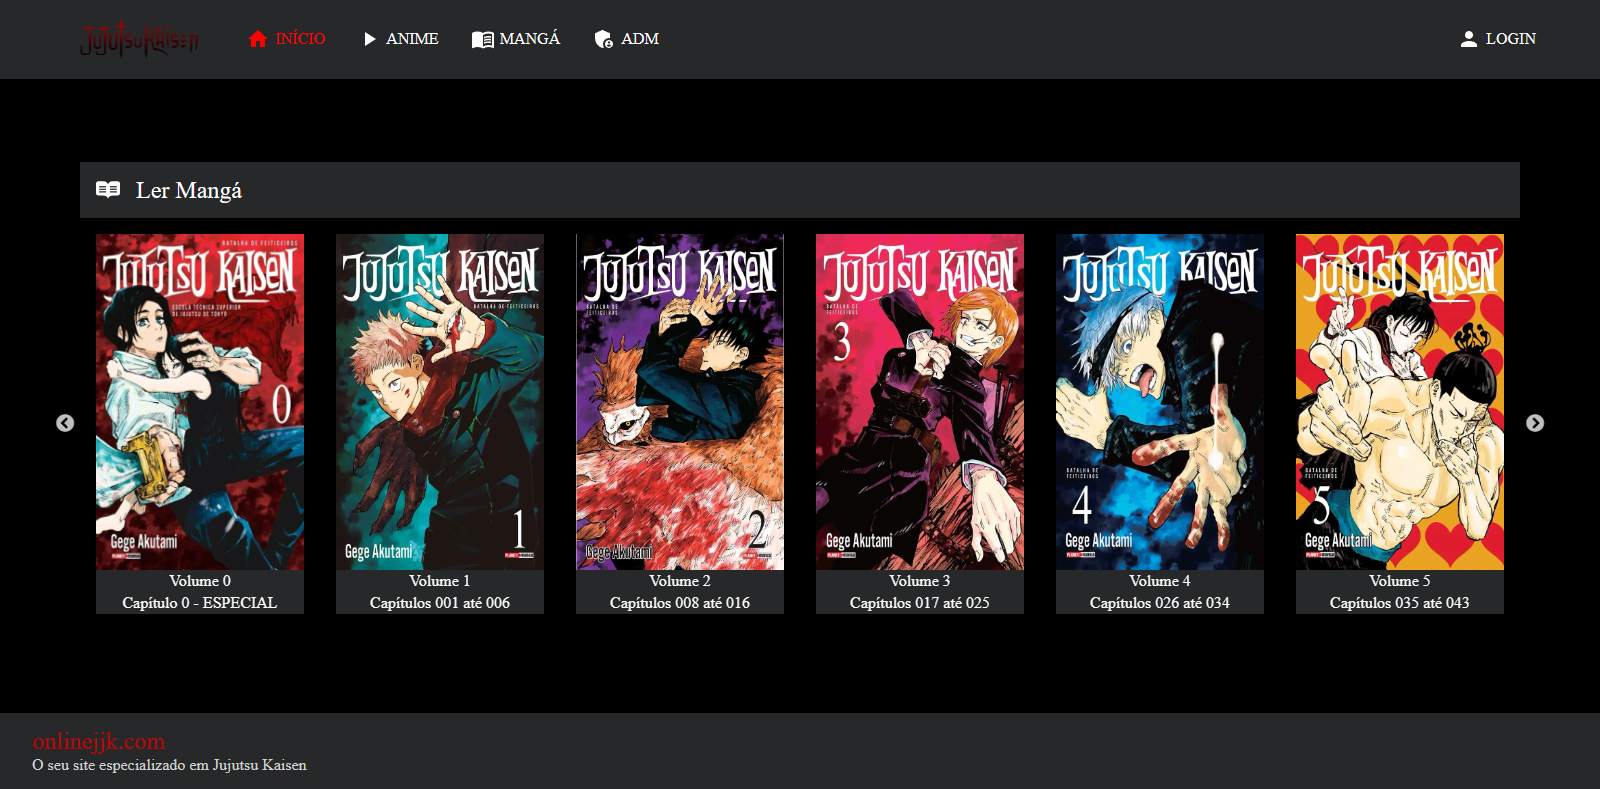 JUJUTSU KAISEN
INÍCIO
ANIME
MANGÁ
ADM
LOGIN
Ler Mangá
BATALHA DE FEITICEIROS
JUJUTSU KAISEN
ESCOLA TÉCNICA SUPERIOR
DE JUJUTSU DE TÓKYO
0
Gege Akutami
Volume 0
Capítulo 0 - ESPECIAL
JUJUTSU KAISEN
BATALHA DE FEITICEIROS
1
Gege Akutami
Volume 1
Capítulos 001 até 006
JUJUTSU KAISEN
BATALHA DE
FEITICEIROS
2
Gege Akutami
Volume 2
Capítulos 008 até 016
JUJUTSU KAISEN
BATALHA DE
FEITICEIROS
3
Gege Akutami
Volume 3
Capítulos 017 até 025
JUJUTSU KAISEN
BATALHA DE
FEITICEIROS
4
Gege Akutami
Volume 4
Capítulos 026 até 034
JUJUTSU KAISEN
BATALHA DE
FEITICEIROS
5
Gege Akutami
Volume 5
Capítulos 035 até 043
onlinejjk.com
O seu site especializado em Jujutsu Kaisen